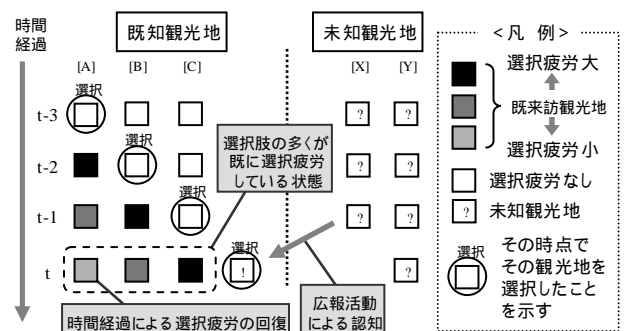 時間
経過
既知観光地
未知観光地
[A] [B] [C] [X] [Y]
選択
t-3 ? ?
選択
t-2 ? ?
選択
t-1 ? ?
選択
t ! ?
選択肢の多くが
既に選択疲労
している状態
時間経過による選択疲労の回復
広報活動
による認知
<凡 例>
選択疲労大
既来訪観光地
選択疲労小
選択疲労なし
? 未知観光地
選択
その時点で
その観光地を
選択したこと
を示す